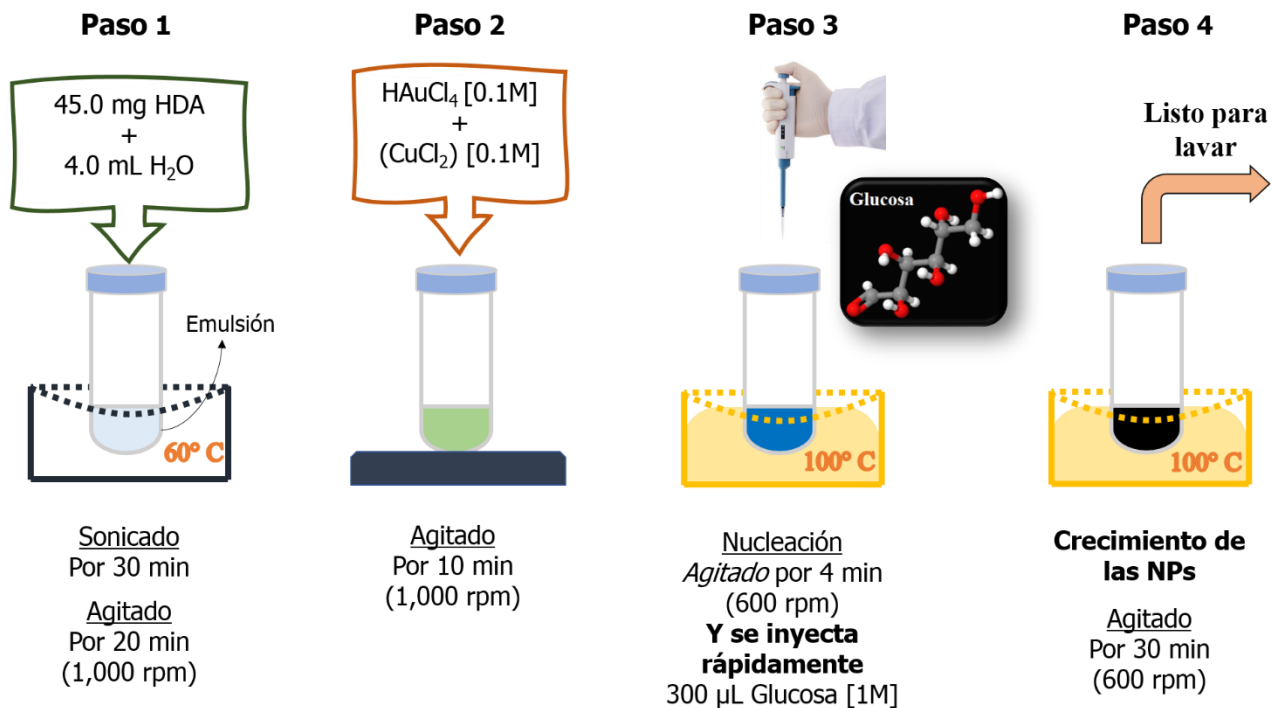 Paso 1
45.0 mg HDA
+
4.0 mL H₂O
Emulsión
60° C
Sonicado
Por 30 min
Agitado
Por 20 min
(1,000 rpm)
Paso 2
HAuCl₄ [0.1M]
+
(CuCl₂) [0.1M]
Agitado
Por 10 min
(1,000 rpm)
Paso 3
Glucosa
100° C
Nucleación
Agitado por 4 min
(600 rpm)
Y se inyecta
rápidamente
300 µL Glucosa [1M]
Paso 4
Listo para
lavar
100° C
Crecimiento de
las NPs
Agitado
Por 30 min
(600 rpm)